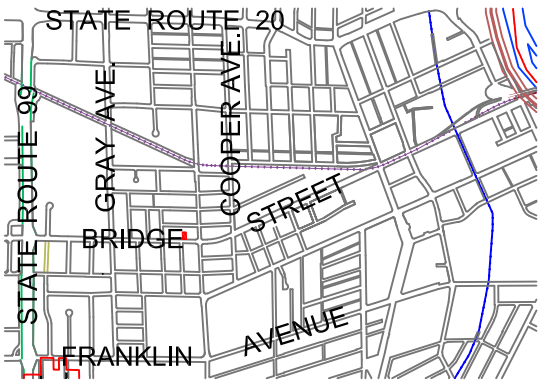 STATE ROUTE 20
STATE ROUTE 99
GRAY AVE.
COOPER AVE.
BRIDGE
STREET
FRANKLIN
AVENUE